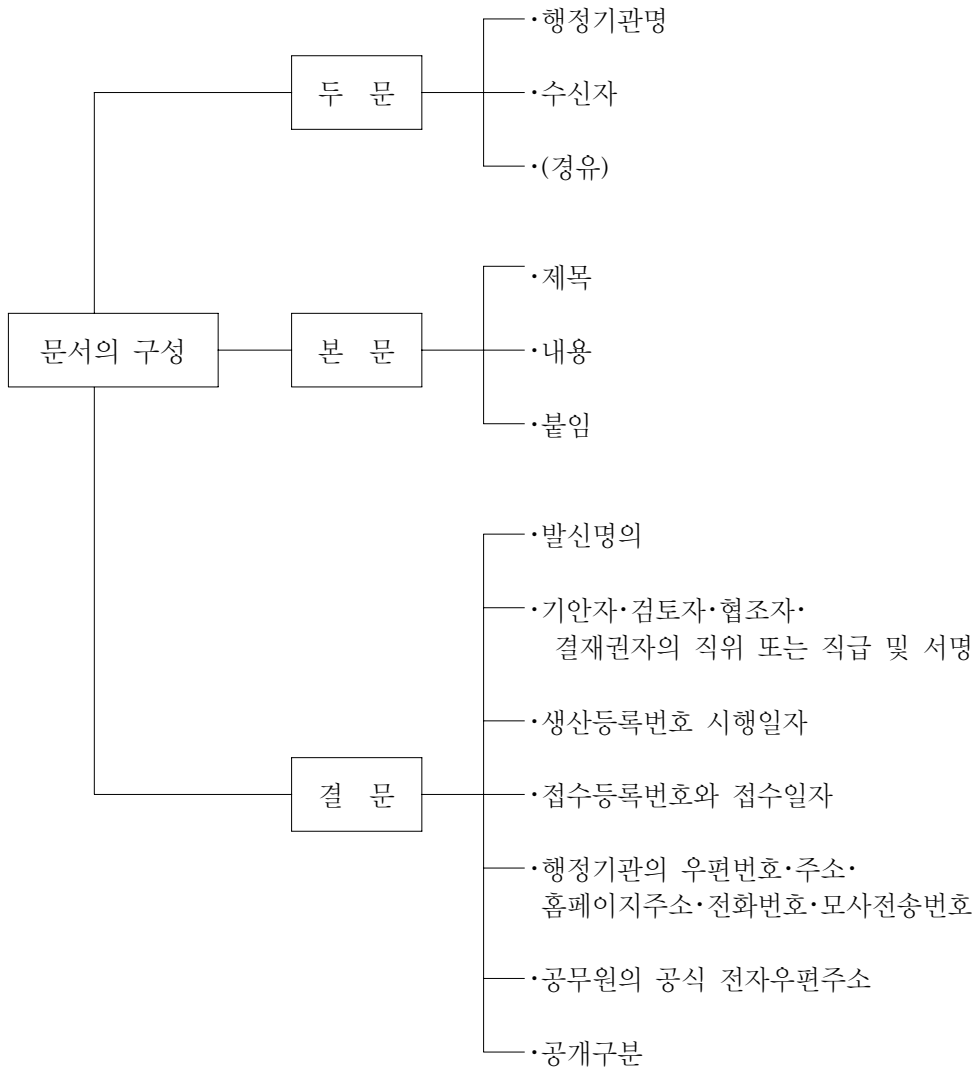 ·행정기관명
두 문
·수신자
·(경유)
·제목
문서의 구성
본 문
·내용
·붙임
·발신명의
·기안자·검토자·협조자·
결재권자의 직위 또는 직급 및 서명
·생산등록번호 시행일자
결 문
·접수등록번호와 접수일자
·행정기관의 우편번호·주소·
홈페이지주소·전화번호·모사전송번호
·공무원의 공식 전자우편주소
·공개구분